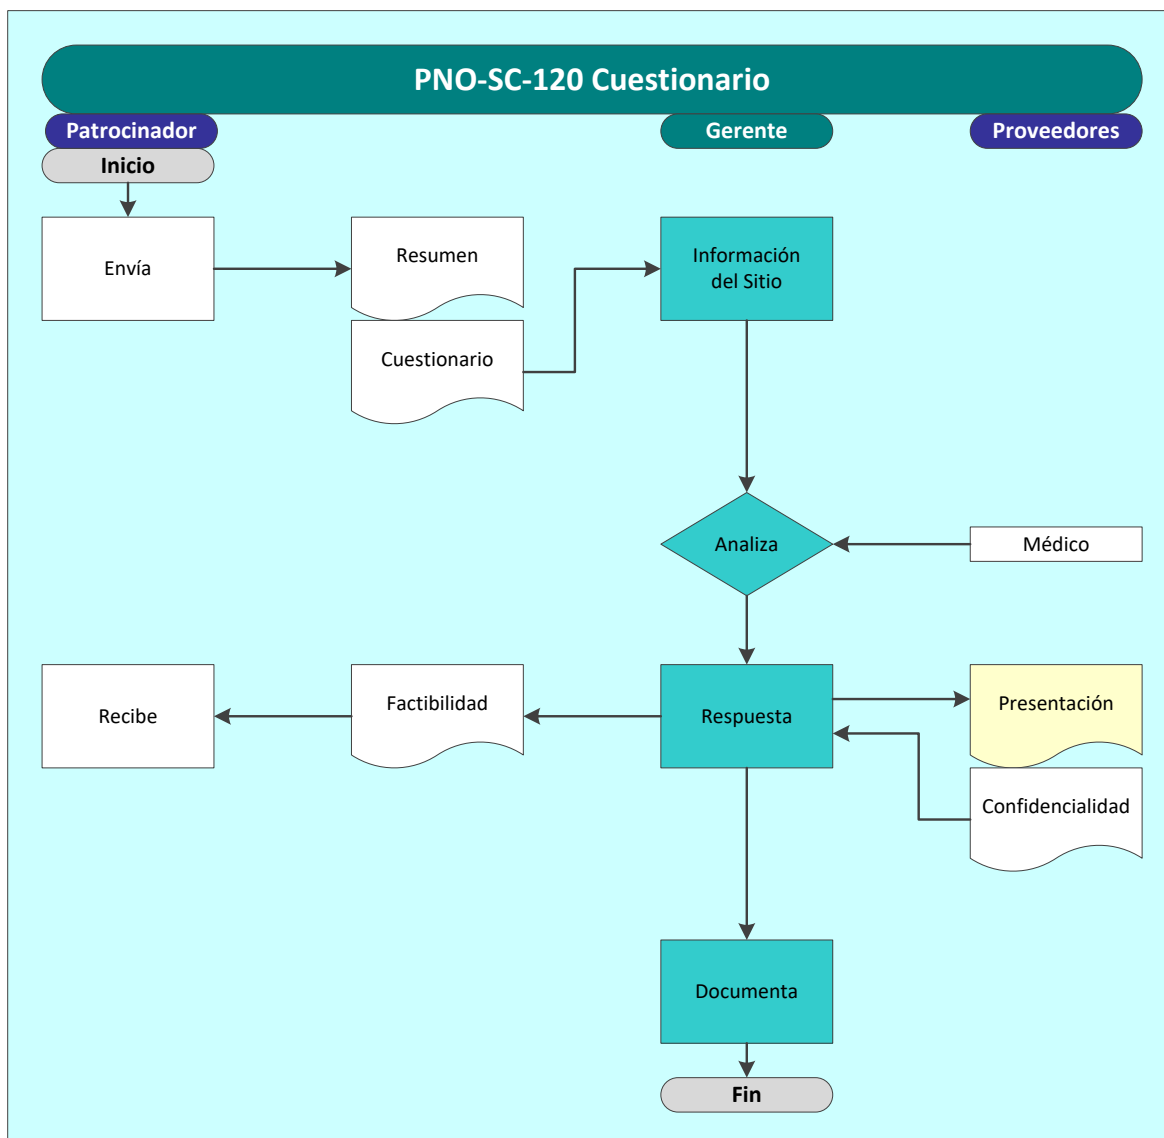 PNO-SC-120 Cuestionario
Patrocinador
Gerente
Proveedores
Inicio
Envía
Resumen
Información
del Sitio
Cuestionario
Analiza
Médico
Recibe
Factibilidad
Respuesta
Presentación
Confidencialidad
Documenta
Fin